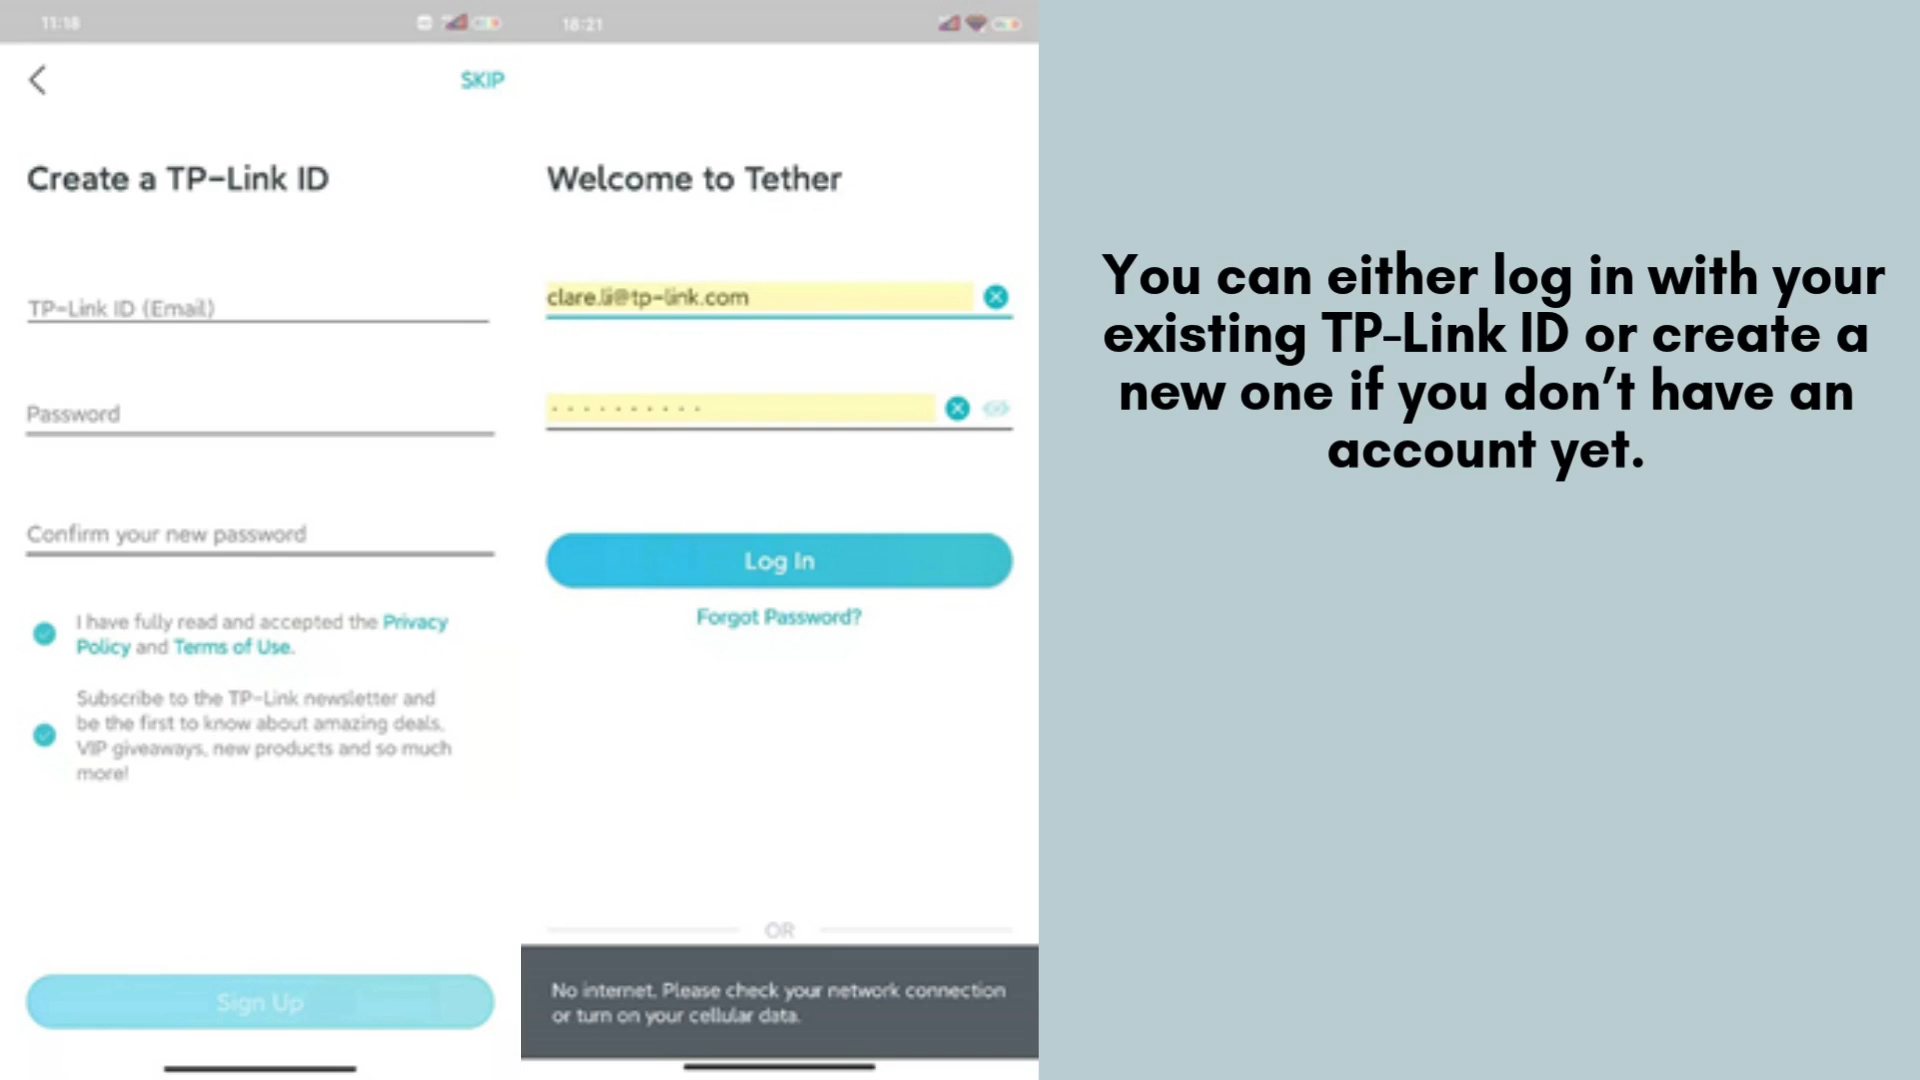 11:18
SKIP
Create a TP-Link ID
TP-Link ID (Email)
Password
Confirm your new password
I have fully read and accepted the Privacy
Policy and Terms of Use.
Subscribe to the TP-Link newsletter and
be the first to know about amazing deals,
VIP giveaways, new products and so much
more!
Sign Up
18:21
Welcome to Tether
clare.li@tp-link.com
Log In
Forgot Password?
OR
No internet. Please check your network connection
or turn on your cellular data.
You can either log in with your
existing TP-Link ID or create a
new one if you don’t have an
account yet.